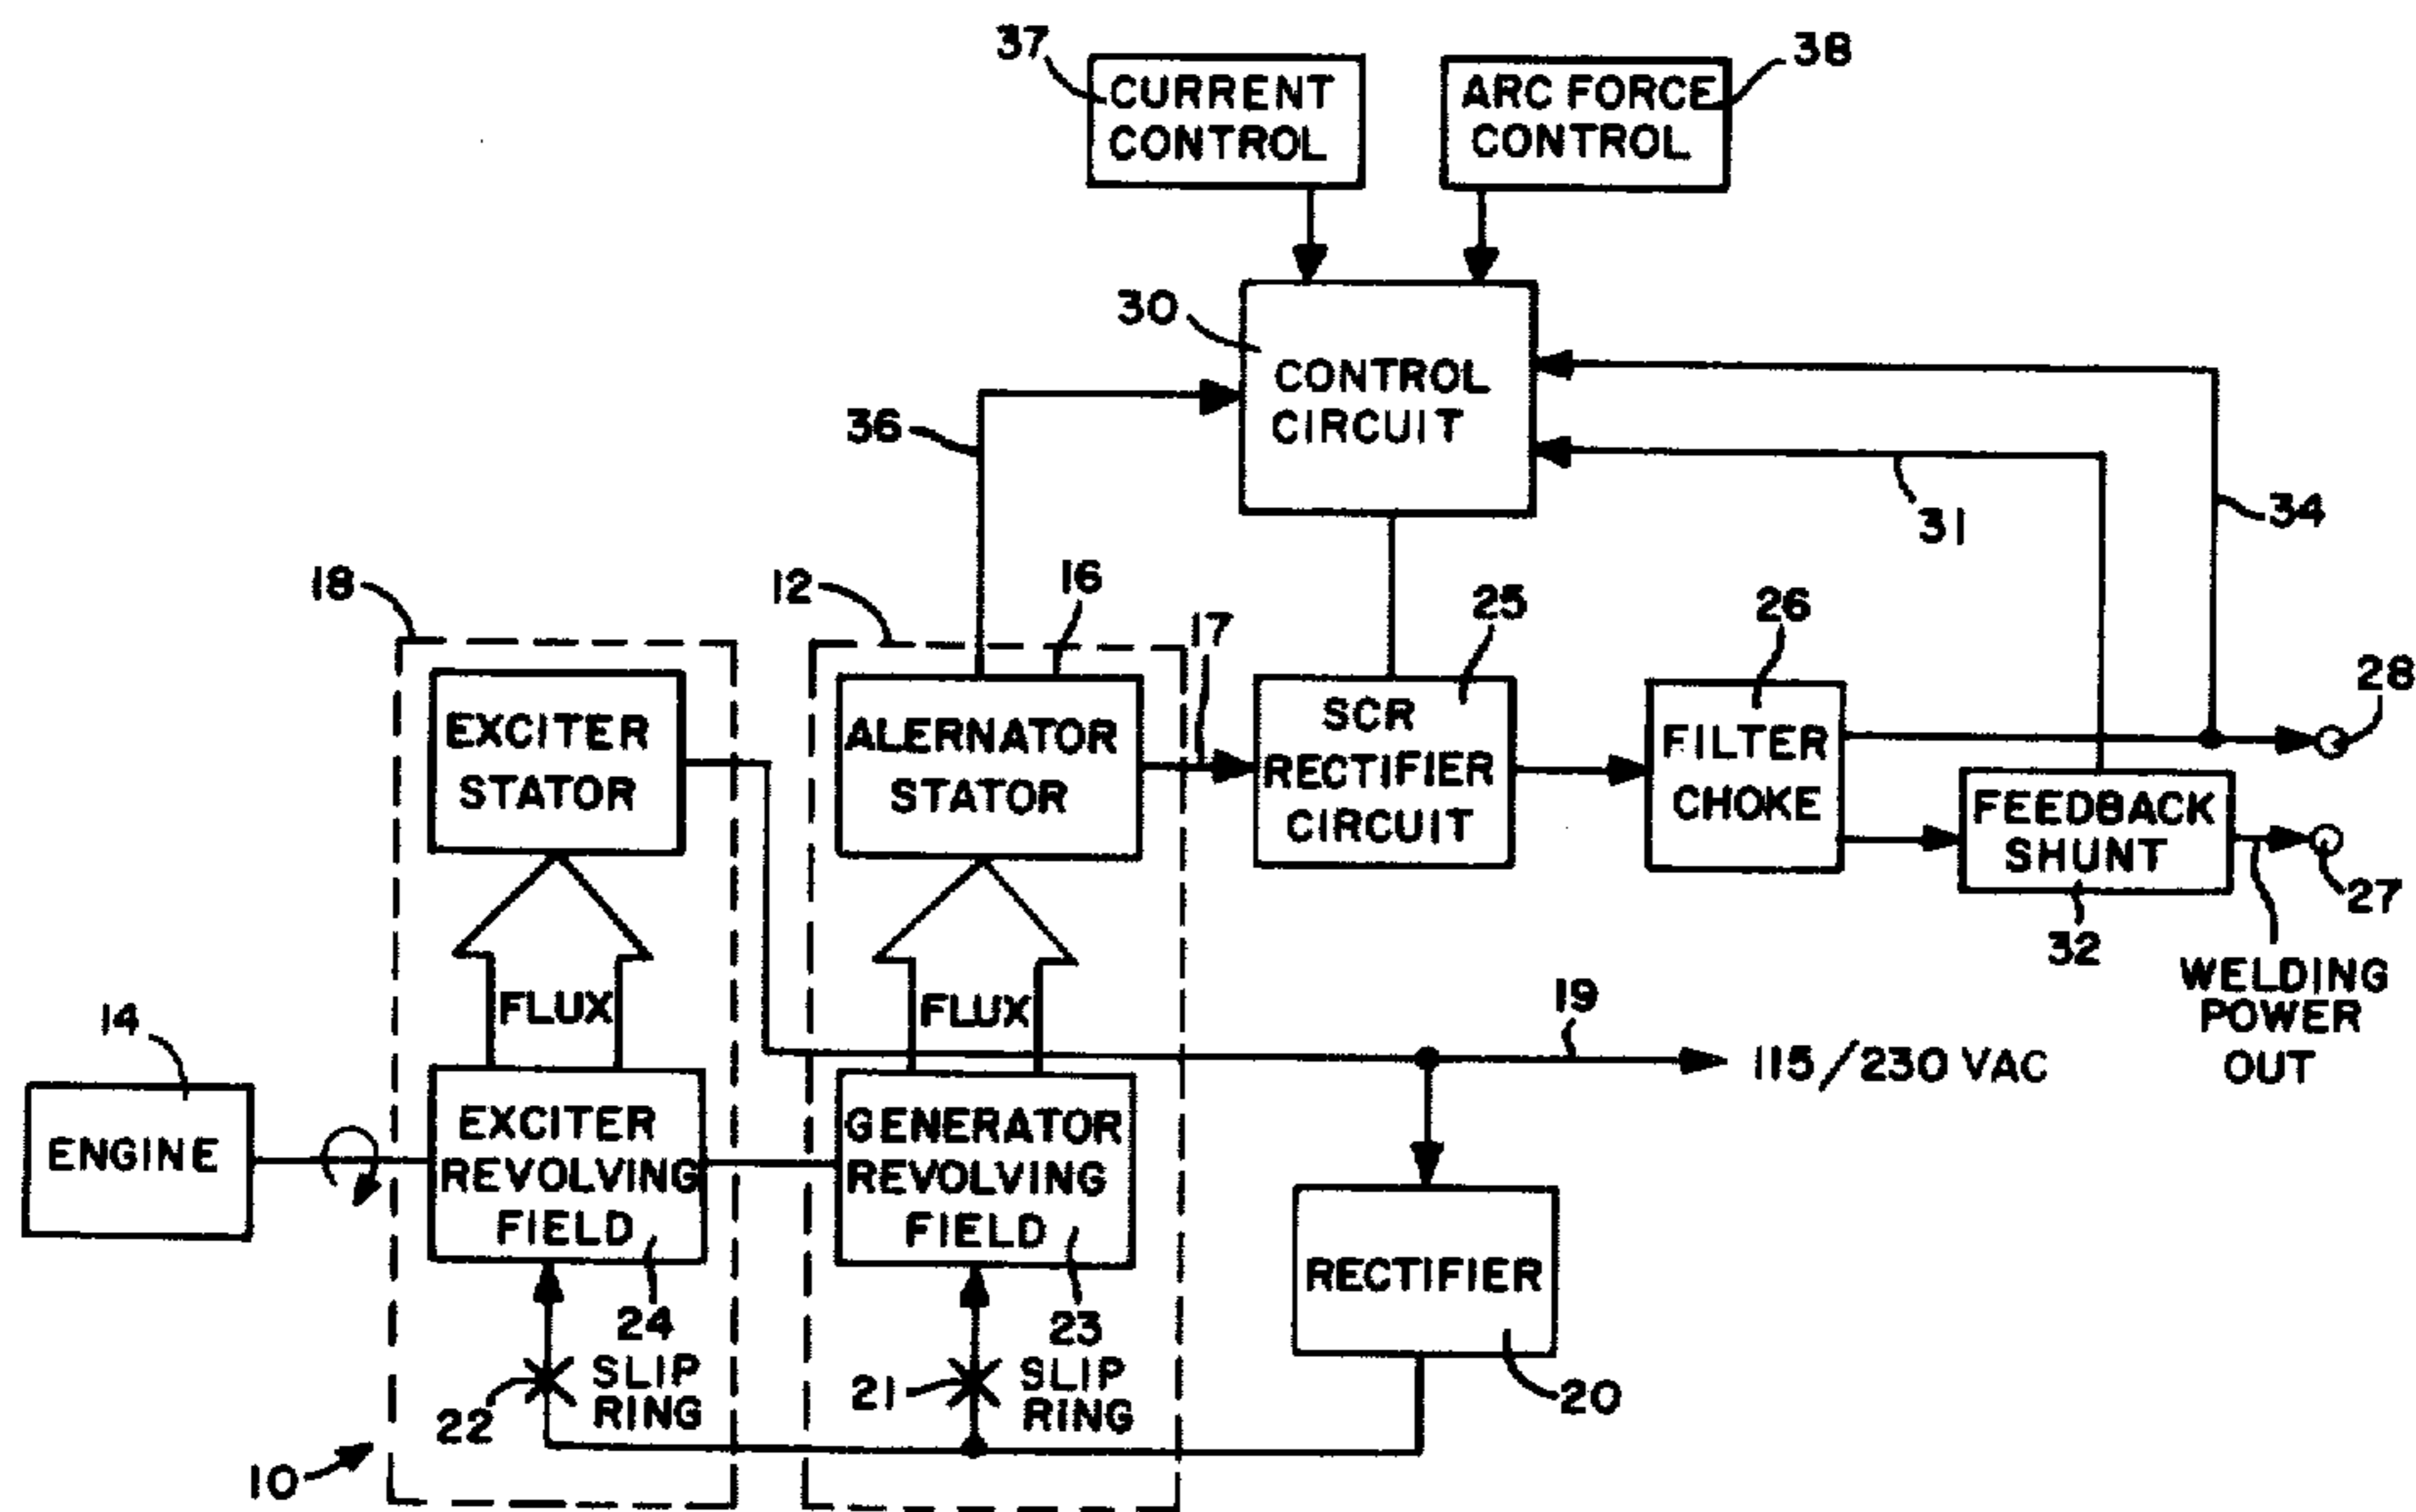 37
CURRENT
CONTROL
ARC FORCE
CONTROL
38
30
CONTROL
CIRCUIT
36
31
34
18
12
16
17
25
26
28
EXCITER
STATOR
ALERNATOR
STATOR
SCR
RECTIFIER
CIRCUIT
FILTER
CHOKE
FEEDBACK
SHUNT
27
32
WELDING
POWER
OUT
FLUX
FLUX
19
115/230 VAC
14
ENGINE
EXCITER
REVOLVING
FIELD
GENERATOR
REVOLVING
FIELD
RECTIFIER
24
23
SLIP
RING
SLIP
RING
22
21
20
10